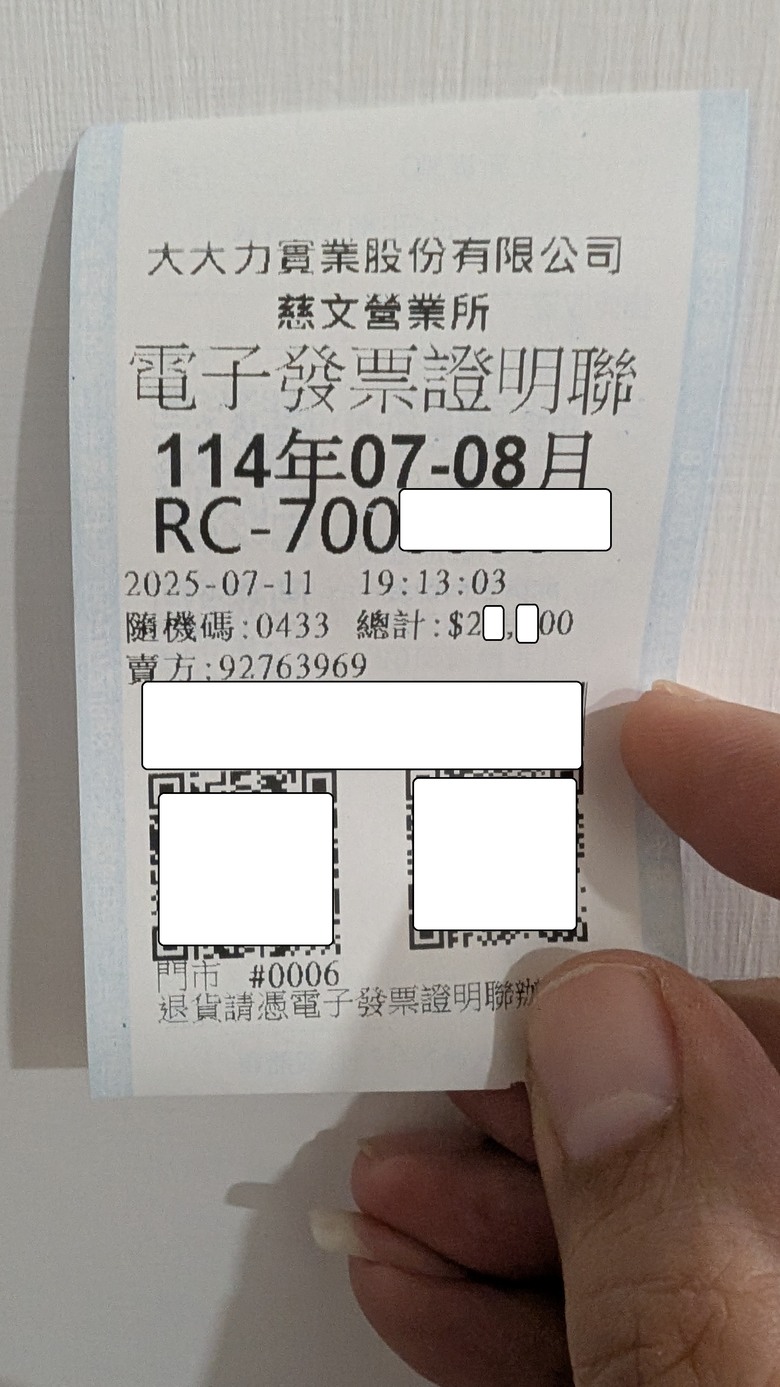 大大力實業股份有限公司
慈文營業所
電子發票證明聯
114年07-08月
RC-700
2025-07-11 19:13:03
隨機碼:0433 總計:$2 , 00
賣方:92763969
門市 #0006
退貨請憑電子發票證明聯辦